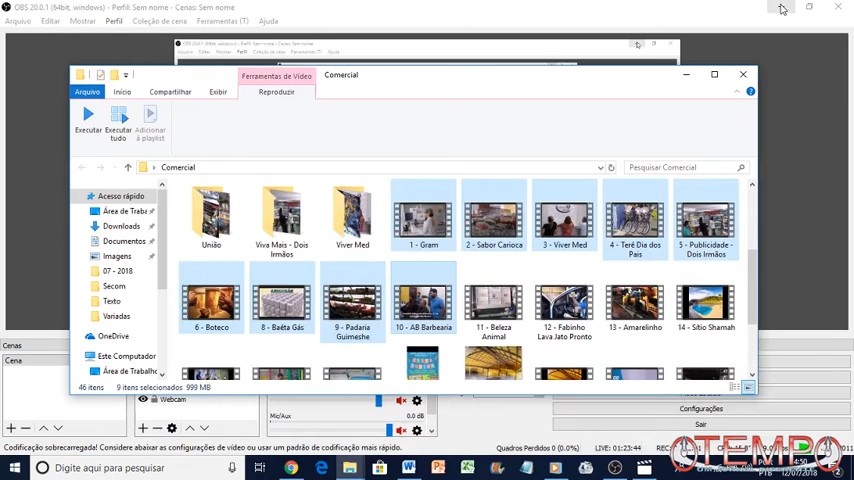 OBS 20.0.1 (64bit, windows) - Perfil: Sem nome - Cenas: Sem nome
Arquivo Editar Mostrar Perfil Coleção de cena Ferramentas (T) Ajuda
Ferramentas de Vídeo Comercial
Arquivo Início Compartilhar Exibir Reproduzir
Executar Executar tudo Adicionar à playlist
Comercial Pesquisar Comercial
Acesso rápido
Área de Traba
Downloads
Documentos
Imagens
07 - 2018
Secom
Texto
Variadas
OneDrive
Este Computador
Área de Trabalho
União Viva Mais - Dois Irmãos Viver Med 1 - Gram 2 - Sabor Carioca 3 - Viver Med 4 - Terê Dia dos Pais 5 - Publicidade - Dois Irmãos
6 - Boteco 8 - Baêta Gás 9 - Padaria Guimeshe 10 - AB Barbearia 11 - Beleza Animal 12 - Fabinho Lava Jato Pronto 13 - Amarelinho 14 - Sitio Shamah
46 itens 9 itens selecionados 999 MB
Cenas
Cena
Webcam
Mic/Aux 0.0 dB
Configurações
Sair
Codificação sobrecarregada! Considere abaixar as configurações de vídeo ou usar um padrão de codificação mais rápido. Quadros Perdidos 0 (0.0%) LIVE: 01:23:44
OTEMPO
Digite aqui para pesquisar
14:50
PTB 12/07/2018